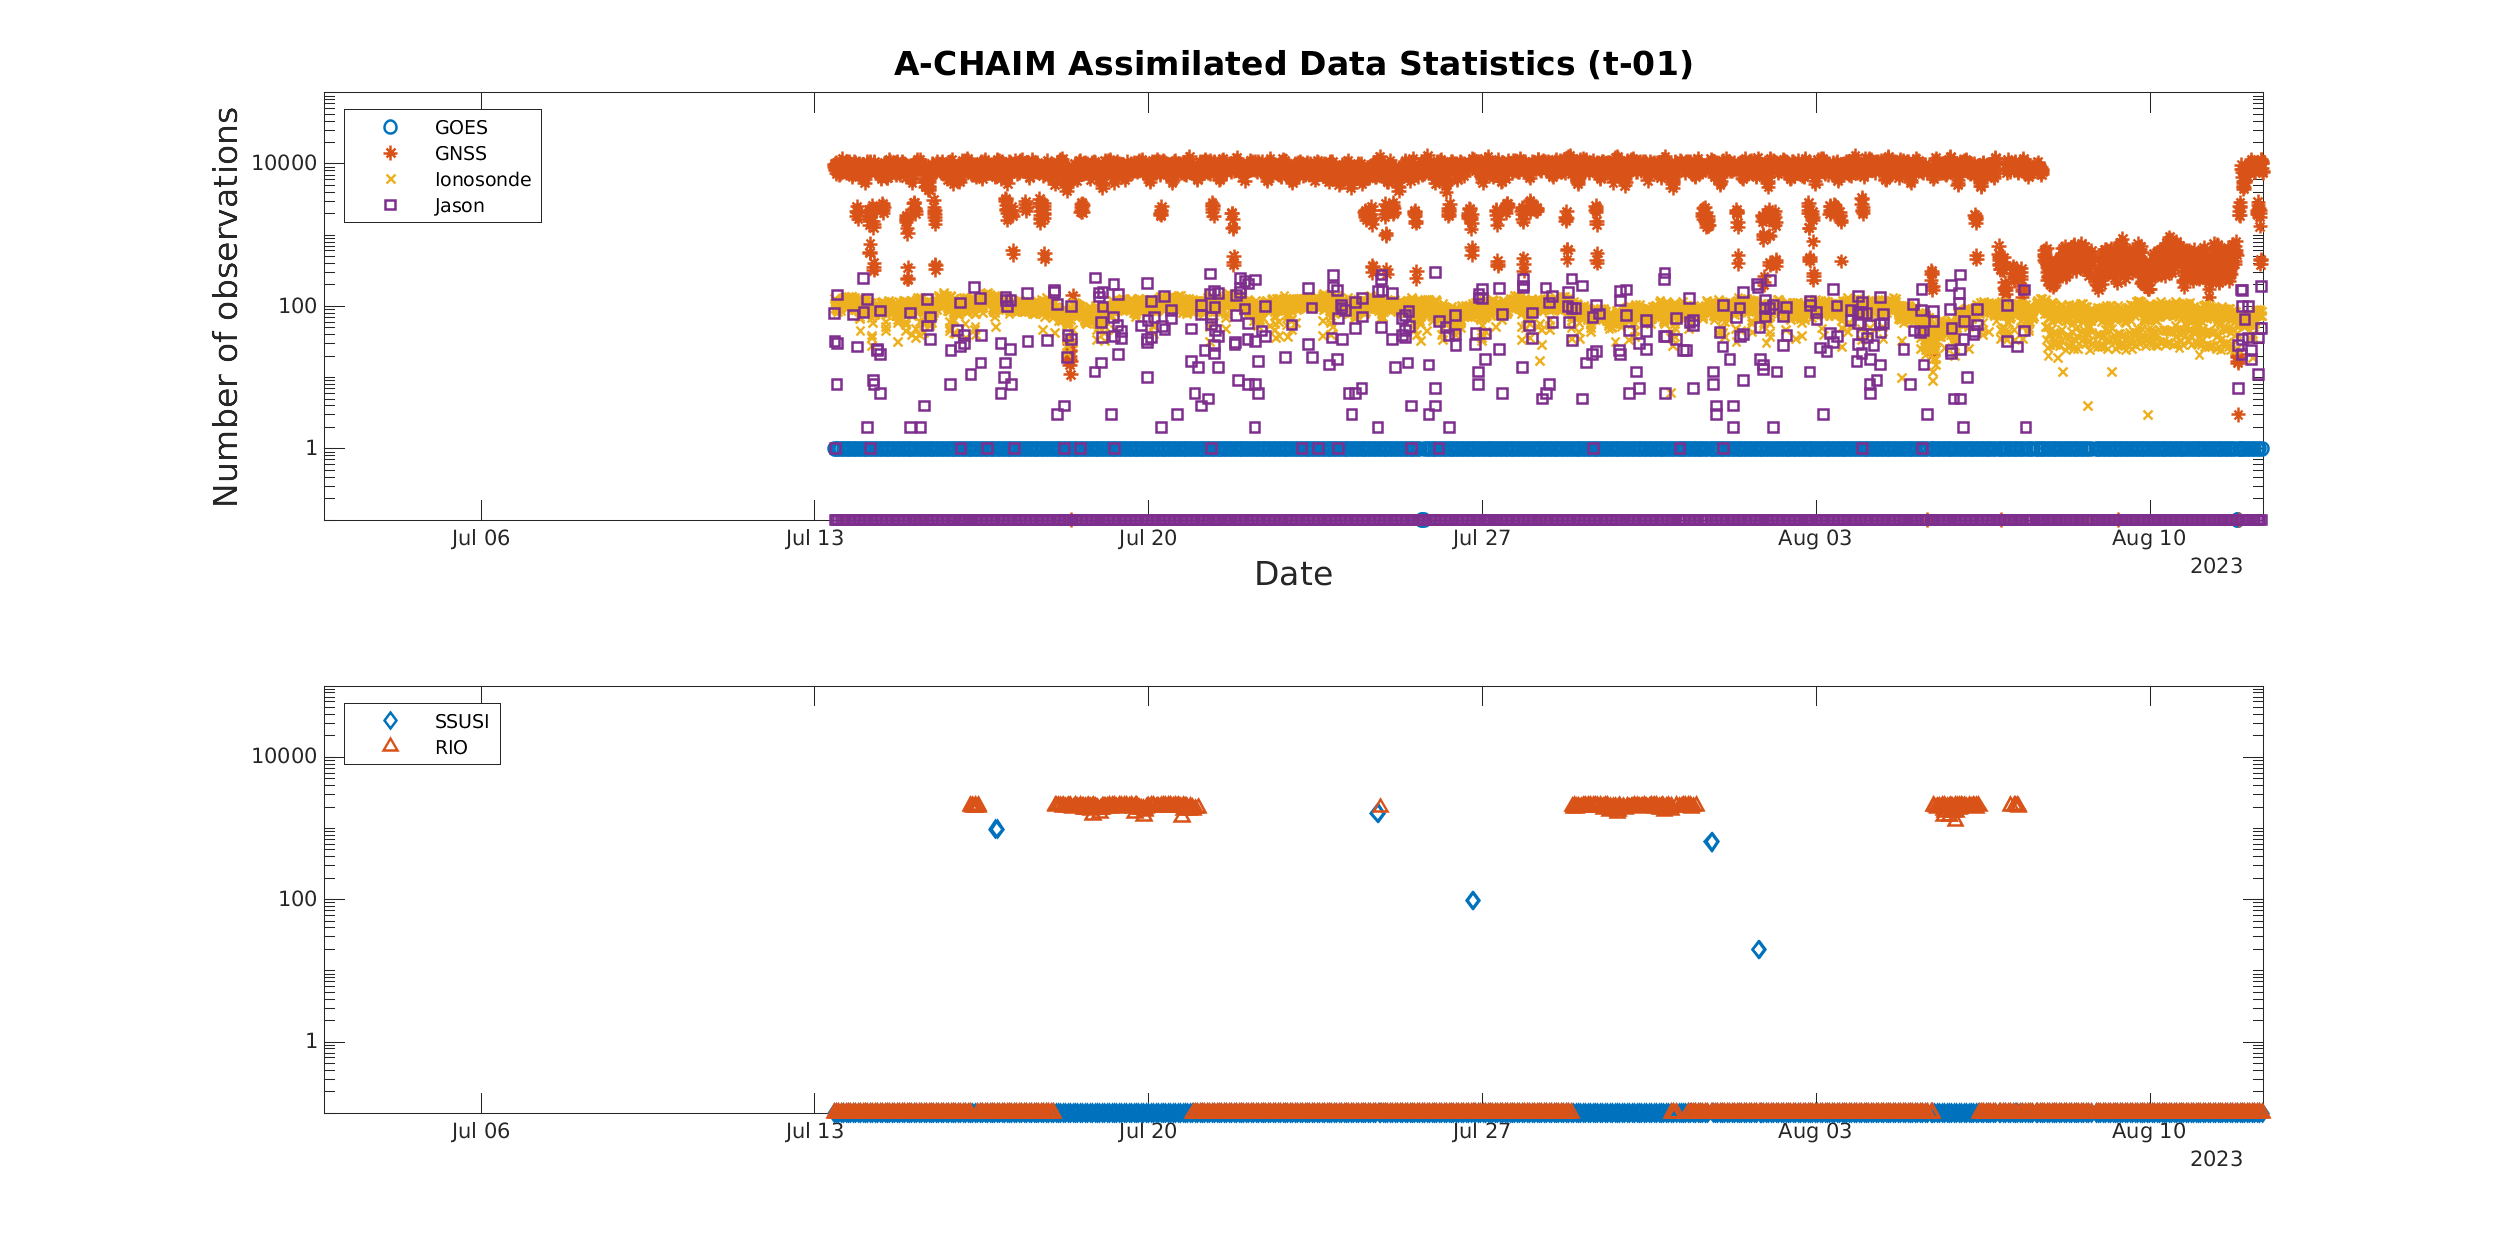 A-CHAIM Assimilated Data Statistics (t-01)
Number of observations
10000
100
1
GOES
GNSS
Ionosonde
Jason
Jul 06
Jul 13
Jul 20
Jul 27
Aug 03
Aug 10
2023
Date
10000
100
1
SSUSI
RIO
Jul 06
Jul 13
Jul 20
Jul 27
Aug 03
Aug 10
2023